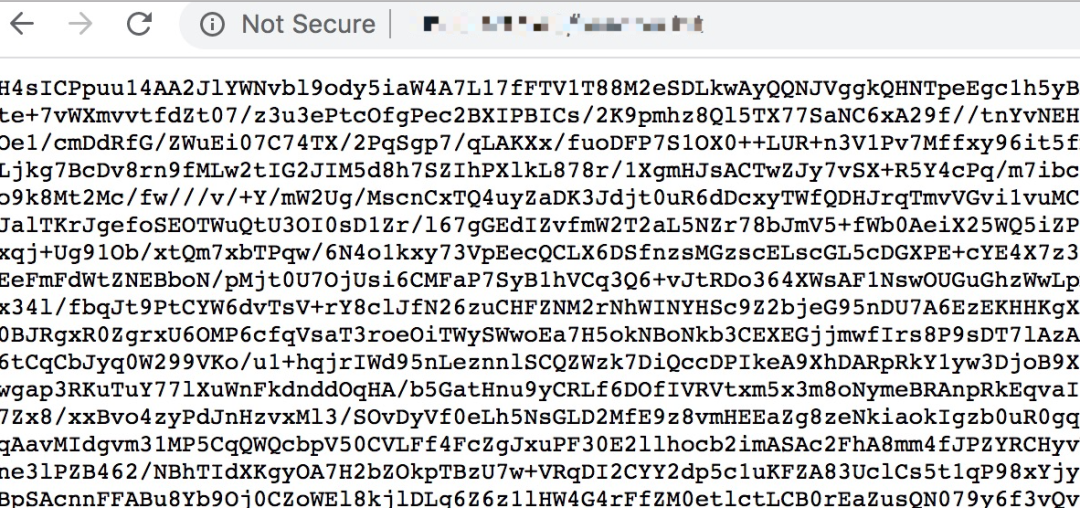 Not Secure
H4sICPpuu14AA2JlYWNvbl9ody5iaW4A7L17fFTV1T88M2eSDLkwAyQQNJVggkQHNTpeEgc1h5yB
te+7vWXmvvtfdZt07/z3u3ePtcOfgPec2BXIPBICs/2K9pmhz8Ql5TX77SaNC6xA29f//tnYvNEH
Oe1/cmDdRfG/ZWuEi07C74TX/2PqSgp7/qLAKXx/fuoDFP7S1OX0++LUR+n3V1Pv7Mffxy96it5f
Ljkg7BcDv8rn9fMLw2tIG2JIM5d8h7SZIhPXlkL878r/1XgmHJsACTwZJy7vSX+R5Y4cPq/m7ibc
o9k8Mt2Mc/fw///v/+Y/mW2Ug/MscnCxTQ4uyZaDK3Jdjt0uR6dDcxyTWfQDHJrqTmvVGvi1vuMC
JalTKrJgefoSEOTWuQtU3OI0sD1Zr/l67gGEdIZvfmW2T2aL5NZr78bJmV5+fWb0AeiX25WQ5iZP
xqj+Ug91Ob/xtQm7xbTPqw/6N4o1kxy73VpEecQCLX6DSfnzsMGzscELscGL5cDGXPE+cYE4X7z3
EeFmFdWtZNEBboN/pMjt0U7OjUsi6CMFaP7SyB1hVCq3Q6+vJtRDo364XWsAF1NswOUGuGhzWwLp
x34l/fbqJt9PtCYW6dvTsV+rY8clJfN26zuCHFZNM2rNhWINYHSc9Z2bjeG95nDU7A6EzEKHHKgX
0BJRgxR0ZgrxU6OMP6cfqVsaT3roeOiTWySWwoEa7H5okNBoNkb3CEXEGjjmwfIrs8P9sDT7lAzA
6tCqCbJyq0W299VKo/u1+hqjrIWd95nLeznnlSCQZWzk7DiQccDPIkeA9XhDARpRkY1yw3DjoB9X
wgap3RKuTuY77lXuWnFkdnddOqHA/b5GatHnu9yCRLf6DOfIVRVtxm5x3m8oNymeBRAnpRkEqvaI
7Zx8/xxBvo4zyPdJnHzvxMl3/SOvDyVf0eLh5NsGLD2MfE9z8vmHEEaZg8zeNkiaokIgzb0uR0gq
qAavMIdgvm31MP5CqQWQcbpV50CVLFf4FcZgJxuPF30E2llhocb2imASAc2FhA8mm4fJPZYRCHyv
ne3lPZB462/NBhTIdXKgyOA7H2bZOkpTBzU7w+VRqDI2CYY2dp5c1uKFZA83UclCs5t1qP98xYjy
BpSAcnnFFABu8Yb9Oj0CZoWEl8kjlDLq6Z6z1lHW4G4rFfZM0etlctLCB0rEaZusQN079y6f3vQv